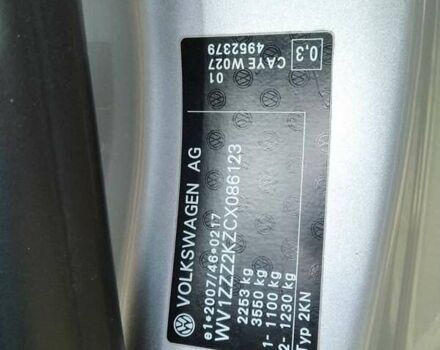 VOLKSWAGEN AG
e1*2007/46*0217
WV1ZZZ2KZCX086123
2253 kg
3550 kg
1- 1100 kg
2- 1230 kg
Typ 2KN
01
CAYE W027
4952379
0,3